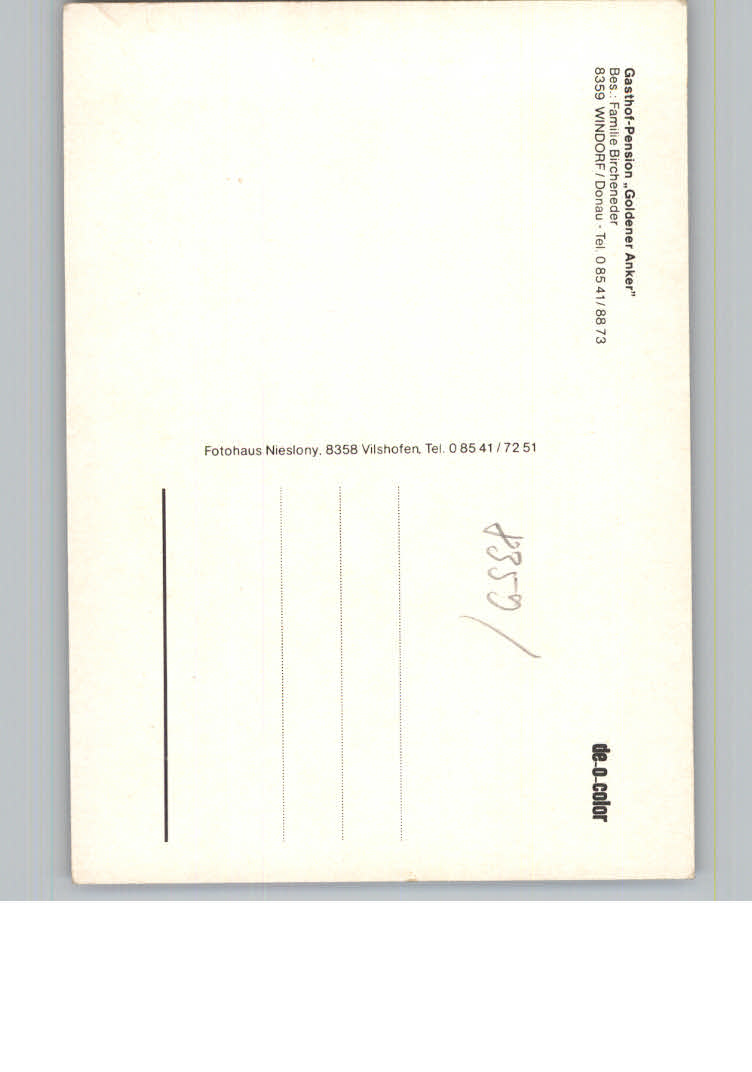 Gasthof-Pension „Goldener Anker"
Bes.: Familie Bircheneder
8359 WINDORF / Donau - Tel. 0 85 41 / 88 73
Fotohaus Nieslony, 8358 Vilshofen, Tel. 0 85 41 / 72 51
8359/
de-o-color